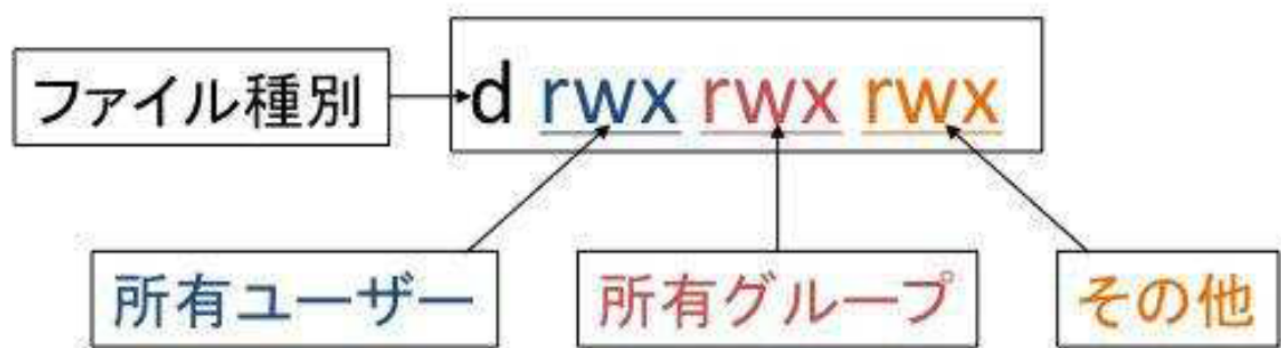 ファイル種別
d rwx rwx rwx
所有ユーザー
所有グループ
その他